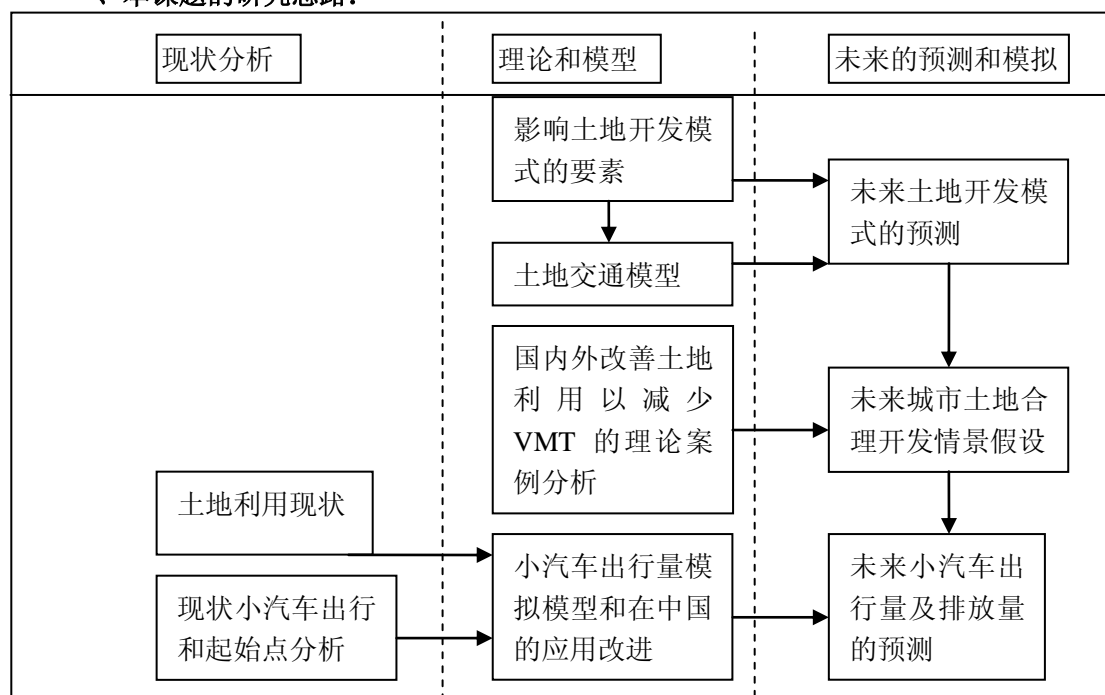 、本课题的研究思路：
现状分析
理论和模型
未来的预测和模拟
影响土地开发模
式的要素
未来土地开发模
式的预测
土地交通模型
国内外改善土地
利用以减少
VMT 的理论案
例分析
未来城市土地合
理开发情景假设
土地利用现状
现状小汽车出行
和起始点分析
小汽车出行量模
拟模型和在中国
的应用改进
未来小汽车出
行量及排放量
的预测